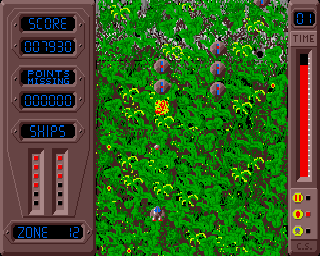 SCORE
007930
POINTS
MISSING
000000
SHIPS
ZONE 12
01
TIME
C.S.